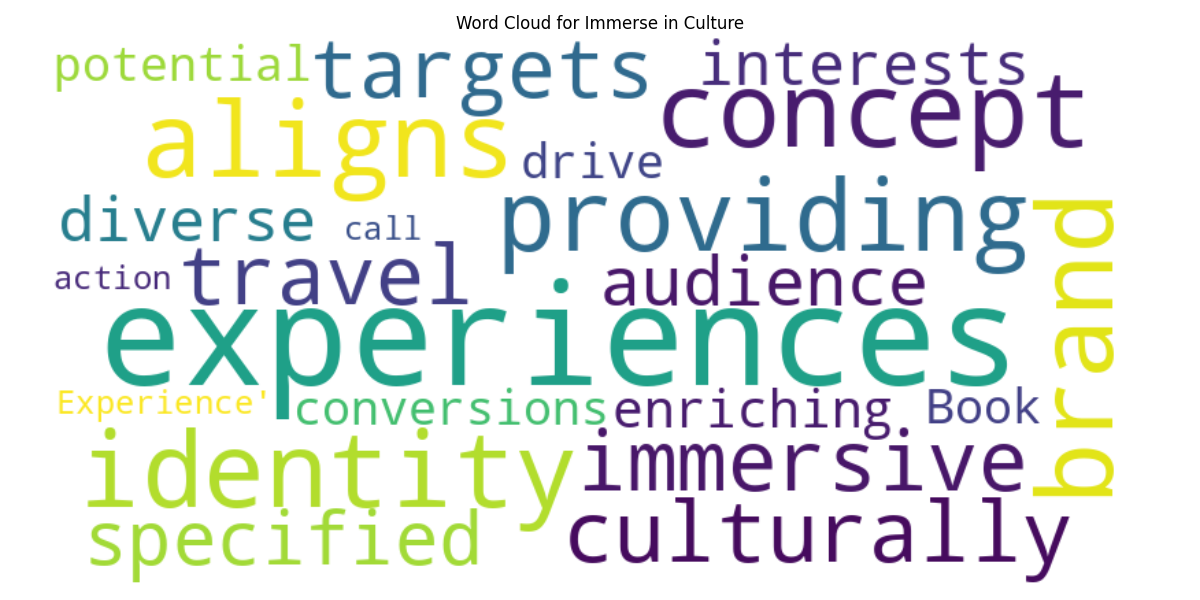 Word Cloud for Immerse in Culture
potential
targets
interests
concept
aligns
drive
diverse
call
providing
brand
action
travel
audience
experiences
Experience'
conversions
enriching
Book
identity
immersive
specified
culturally